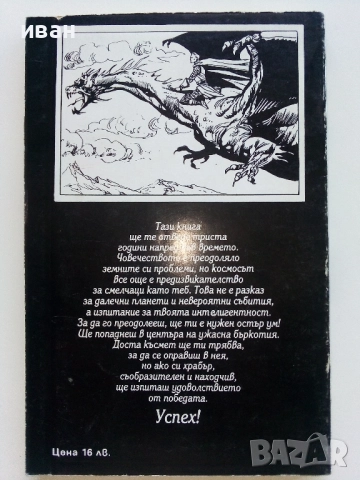 иван
Тази книга
ще те отведе триста
години напред във времето.
Човечеството е преодоляло
земните си проблеми, но космосът
все още е предизвикателство
за смелчаци като теб. Това не е разказ
за далечни планети и невероятни събития,
а изпитание за твоята интелигентност.
За да го преодолееш, ще ти е нужен остър ум!
Ще попаднеш в центъра на ужасна бъркотия.
Доста късмет ще ти трябва,
за да се оправиш в нея,
но ако си храбър,
съобразителен и находчив,
ще изпиташ удоволствието
от победата.
Успех!
Цена 16 лв.
BAZAR